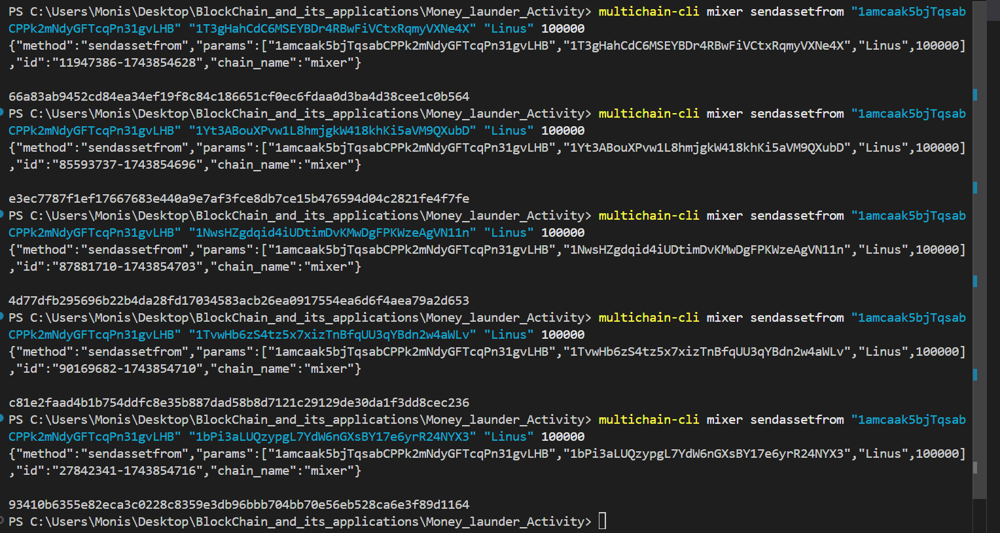 PS C:\Users\Monis\Desktop\BlockChain_and_its_applications\Money_launder_Activity> multichain-cli mixer sendassetfrom "1amcaak5bjTqsab
CPPk2mNdyGFTcqPn31gvLHB" "1T3gHahCdC6MSEYBDr4RBwFiVCtxRqmyVXNe4X" "Linus" 100000
{"method":"sendassetfrom","params":["1amcaak5bjTqsabCPPk2mNdyGFTcqPn31gvLHB","1T3gHahCdC6MSEYBDr4RBwFiVCtxRqmyVXNe4X","Linus",100000]
,"id":"11947386-1743854628","chain_name":"mixer"}
66a83ab9452cd84ea34ef19f8c84c186651cf0ec6fdaa0d3ba4d38cee1c0b564
PS C:\Users\Monis\Desktop\BlockChain_and_its_applications\Money_launder_Activity> multichain-cli mixer sendassetfrom "1amcaak5bjTqsab
CPPk2mNdyGFTcqPn31gvLHB" "1Yt3ABouXPvw1L8hmjgkW418khKi5aVM9QXubD" "Linus" 100000
{"method":"sendassetfrom","params":["1amcaak5bjTqsabCPPk2mNdyGFTcqPn31gvLHB","1Yt3ABouXPvw1L8hmjgkW418khKi5aVM9QXubD","Linus",100000]
,"id":"85593737-1743854696","chain_name":"mixer"}
e3ec7787f1ef17667683e440a9e7af3fce8db7ce15b476594d04c2821fe4f7fe
PS C:\Users\Monis\Desktop\BlockChain_and_its_applications\Money_launder_Activity> multichain-cli mixer sendassetfrom "1amcaak5bjTqsab
CPPk2mNdyGFTcqPn31gvLHB" "1NwsHZgdqid4iUDtimDvKMwDgFPKWzeAgVN11n" "Linus" 100000
{"method":"sendassetfrom","params":["1amcaak5bjTqsabCPPk2mNdyGFTcqPn31gvLHB","1NwsHZgdqid4iUDtimDvKMwDgFPKWzeAgVN11n","Linus",100000]
,"id":"87881710-1743854703","chain_name":"mixer"}
4d77dfb295696b22b4da28fd17034583acb26ea0917554ea6d6f4aea79a2d653
PS C:\Users\Monis\Desktop\BlockChain_and_its_applications\Money_launder_Activity> multichain-cli mixer sendassetfrom "1amcaak5bjTqsab
CPPk2mNdyGFTcqPn31gvLHB" "1TvwHb6zS4tz5x7xizTnBfqUU3qYBdn2w4aWLv" "Linus" 100000
{"method":"sendassetfrom","params":["1amcaak5bjTqsabCPPk2mNdyGFTcqPn31gvLHB","1TvwHb6zS4tz5x7xizTnBfqUU3qYBdn2w4aWLv","Linus",100000]
,"id":"90169682-1743854710","chain_name":"mixer"}
c81e2faad4b1b754ddfc8e35b887dad58b8d7121c29129de30da1f3dd8cec236
PS C:\Users\Monis\Desktop\BlockChain_and_its_applications\Money_launder_Activity> multichain-cli mixer sendassetfrom "1amcaak5bjTqsab
CPPk2mNdyGFTcqPn31gvLHB" "1bPi3aLUQzypgL7YdW6nGXsBY17e6yrR24NYX3" "Linus" 100000
{"method":"sendassetfrom","params":["1amcaak5bjTqsabCPPk2mNdyGFTcqPn31gvLHB","1bPi3aLUQzypgL7YdW6nGXsBY17e6yrR24NYX3","Linus",100000]
,"id":"27842341-1743854716","chain_name":"mixer"}
93410b6355e82eca3c0228c8359e3db96bbb704bb70e56eb528ca6e3f89d1164
PS C:\Users\Monis\Desktop\BlockChain_and_its_applications\Money_launder_Activity>